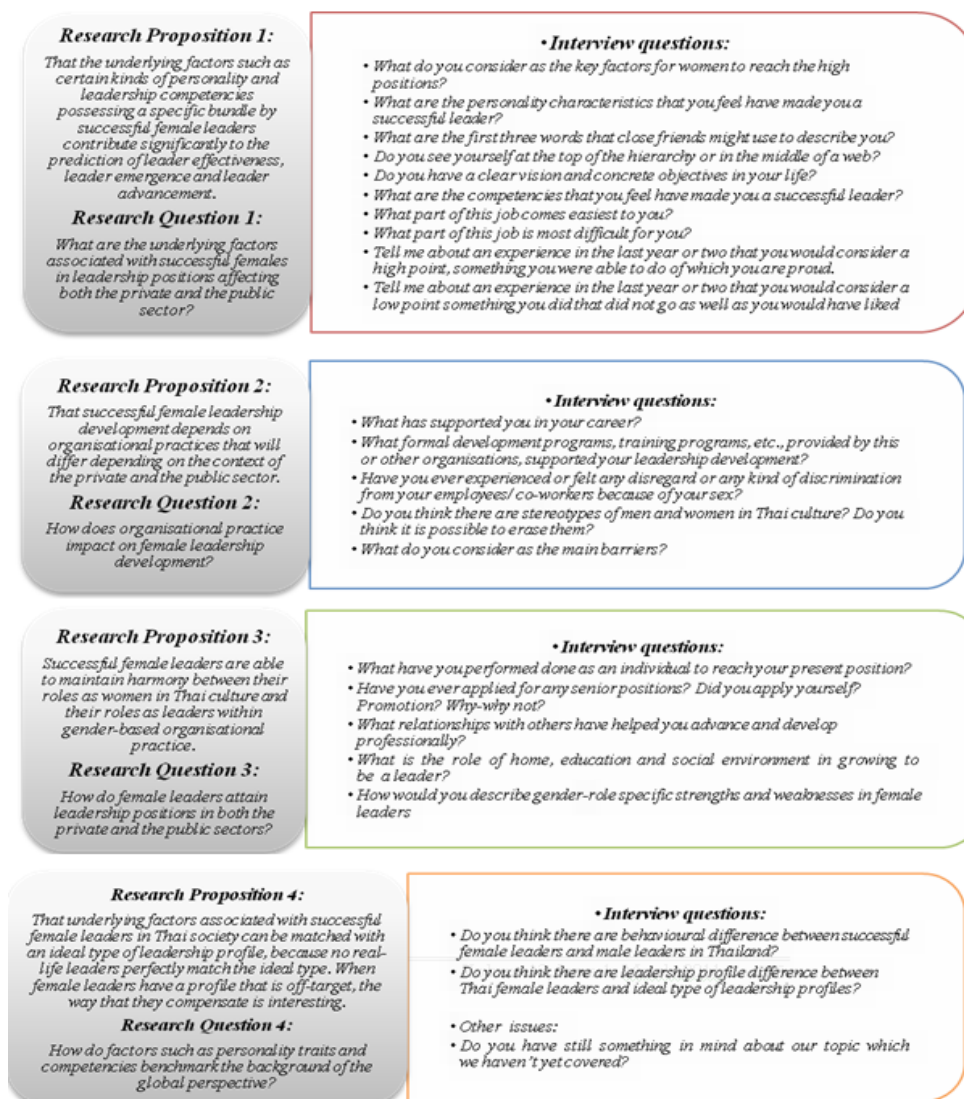 Research Proposition 1:
That the underlying factors such as
certain kinds of personality and
leadership competencies
possessing a specific bundle by
successful female leaders
contribute significantly to the
prediction of leader effectiveness,
leader emergence and leader
advancement.
Research Question 1:
What are the underlying factors
associated with successful females
in leadership positions affecting
both the private and the public
sector?
• Interview questions:
• What do you consider as the key factors for women to reach the high
positions?
• What are the personality characteristics that you feel have made you a
successful leader?
• What are the first three words that close friends might use to describe you?
• Do you see yourself at the top of the hierarchy or in the middle of a web?
• Do you have a clear vision and concrete objectives in your life?
• What are the competencies that you feel have made you a successful leader?
• What part of this job comes easiest to you?
• What part of this job is most difficult for you?
• Tell me about an experience in the last year or two that you would consider a
high point, something you were able to do of which you are proud.
• Tell me about an experience in the last year or two that you would consider a
low point something you did that did not go as well as you would have liked
Research Proposition 2:
That successful female leadership
development depends on
organisational practices that will
differ depending on the context of
the private and the public sector.
Research Question 2:
How does organisational practice
impact on female leadership
development?
Interview questions:
• What has supported you in your career?
• What formal development programs, training programs, etc., provided by this
or other organisations, supported your leadership development?
• Have you ever experienced or felt any disregard or any kind of discrimination
from your employees/ co-workers because of your sex?
• Do you think there are stereotypes of men and women in Thai culture? Do you
think it is possible to erase them?
• What do you consider as the main barriers?
Research Proposition 3:
Successful female leaders are able
to maintain harmony between their
roles as women in Thai culture and
their roles as leaders within
gender-based organisational
practice.
Research Question 3:
How do female leaders attain
leadership positions in both the
private and the public sectors?
• Interview questions:
• What have you performed done as an individual to reach your present position?
• Have you ever applied for any senior positions? Did you apply yourself?
Promotion? Why-why not?
• What relationships with others have helped you advance and develop
professionally?
• What is the role of home, education and social environment in growing to
be a leader?
• How would you describe gender-role specific strengths and weaknesses in female
leaders
Research Proposition 4:
That underlying factors associated with successful
female leaders in Thai society can be matched with
an ideal type of leadership profile, because no real-
life leaders perfectly match the ideal type. When
female leaders have a profile that is off-target, the
way that they compensate is interesting.
Research Question 4:
How do factors such as personality traits and
competencies benchmark the background of the
global perspective?
• Interview questions:
• Do you think there are behavioural difference between successful
female leaders and male leaders in Thailand?
• Do you think there are leadership profile difference between
Thai female leaders and ideal type of leadership profiles?
• Other issues:
• Do you have still something in mind about our topic which
we haven't yet covered?